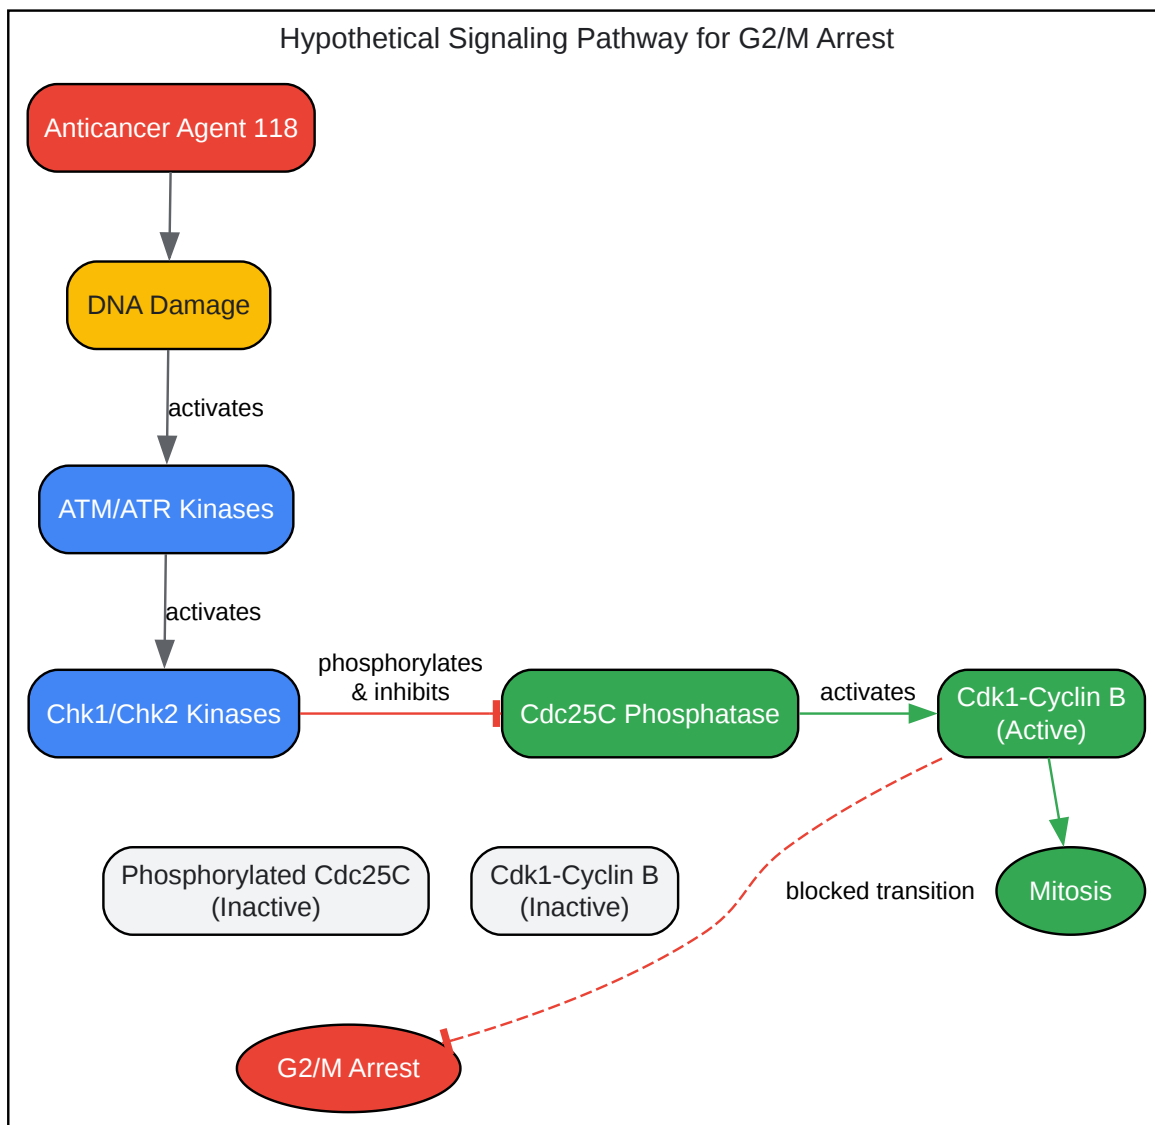 Hypothetical Signaling Pathway for G2/M Arrest
Anticancer Agent 118
DNA Damage
activates
ATM/ATR Kinases
activates
Chk1/Chk2 Kinases
phosphorylates
& inhibits
Cdc25C Phosphatase
activates
Cdk1-Cyclin B
(Active)
Phosphorylated Cdc25C
(Inactive)
Cdk1-Cyclin B
(Inactive)
blocked transition
Mitosis
G2/M Arrest